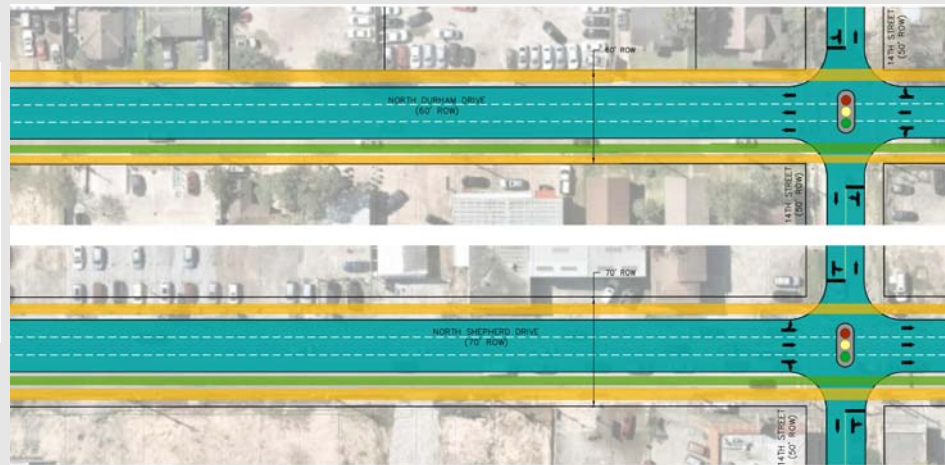 14TH STREET
(50' ROW)
60' ROW
NORTH DURHAM DRIVE
(60' ROW)
14TH STREET
(50' ROW)
70' ROW
NORTH SHEPHERD DRIVE
(70' ROW)
14TH STREET
(50' ROW)